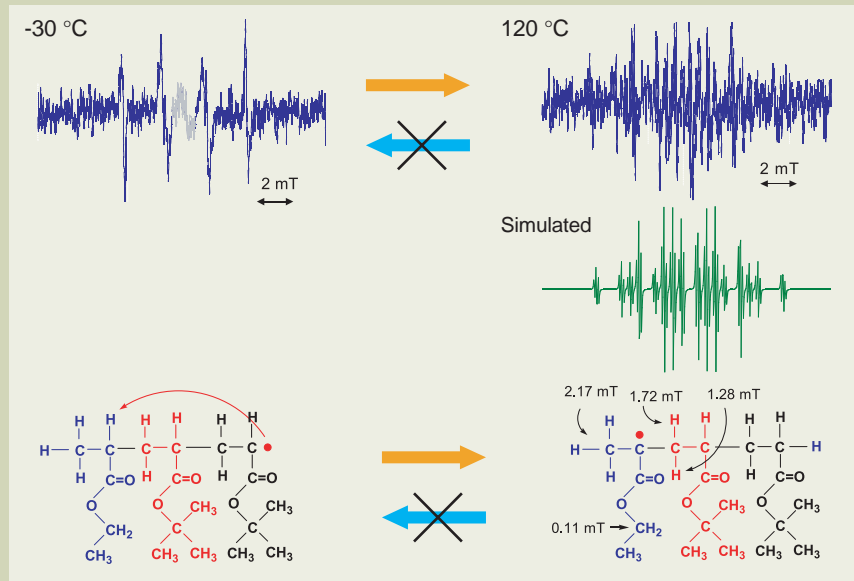 -30 °C
120 °C
2 mT
2 mT
Simulated
2.17 mT
1.72 mT
1.28 mT
H H H H H H
H C C C C C C
H H H
C=O C=O C=O
O O O
CH2 C C
CH3 CH3 CH3 CH3 CH3
CH3 CH3
H H H H H H
H C C C C C C H
H H H
C=O C=O C=O
O O O
0.11 mT
CH2 C C
CH3 CH3 CH3 CH3 CH3
CH3 CH3